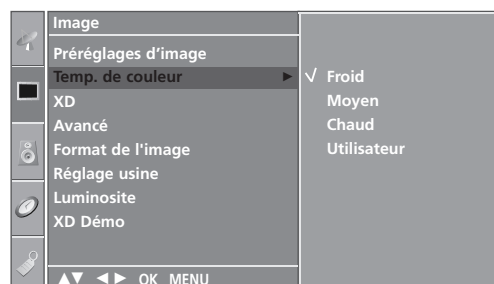 Image
Préréglages d’image
Temp. de couleur ▶
XD
Avancé
Format de l'image
Réglage usine
Luminosite
XD Démo
√ Froid
Moyen
Chaud
Utilisateur
▲▼ ◀ ▶ OK MENU